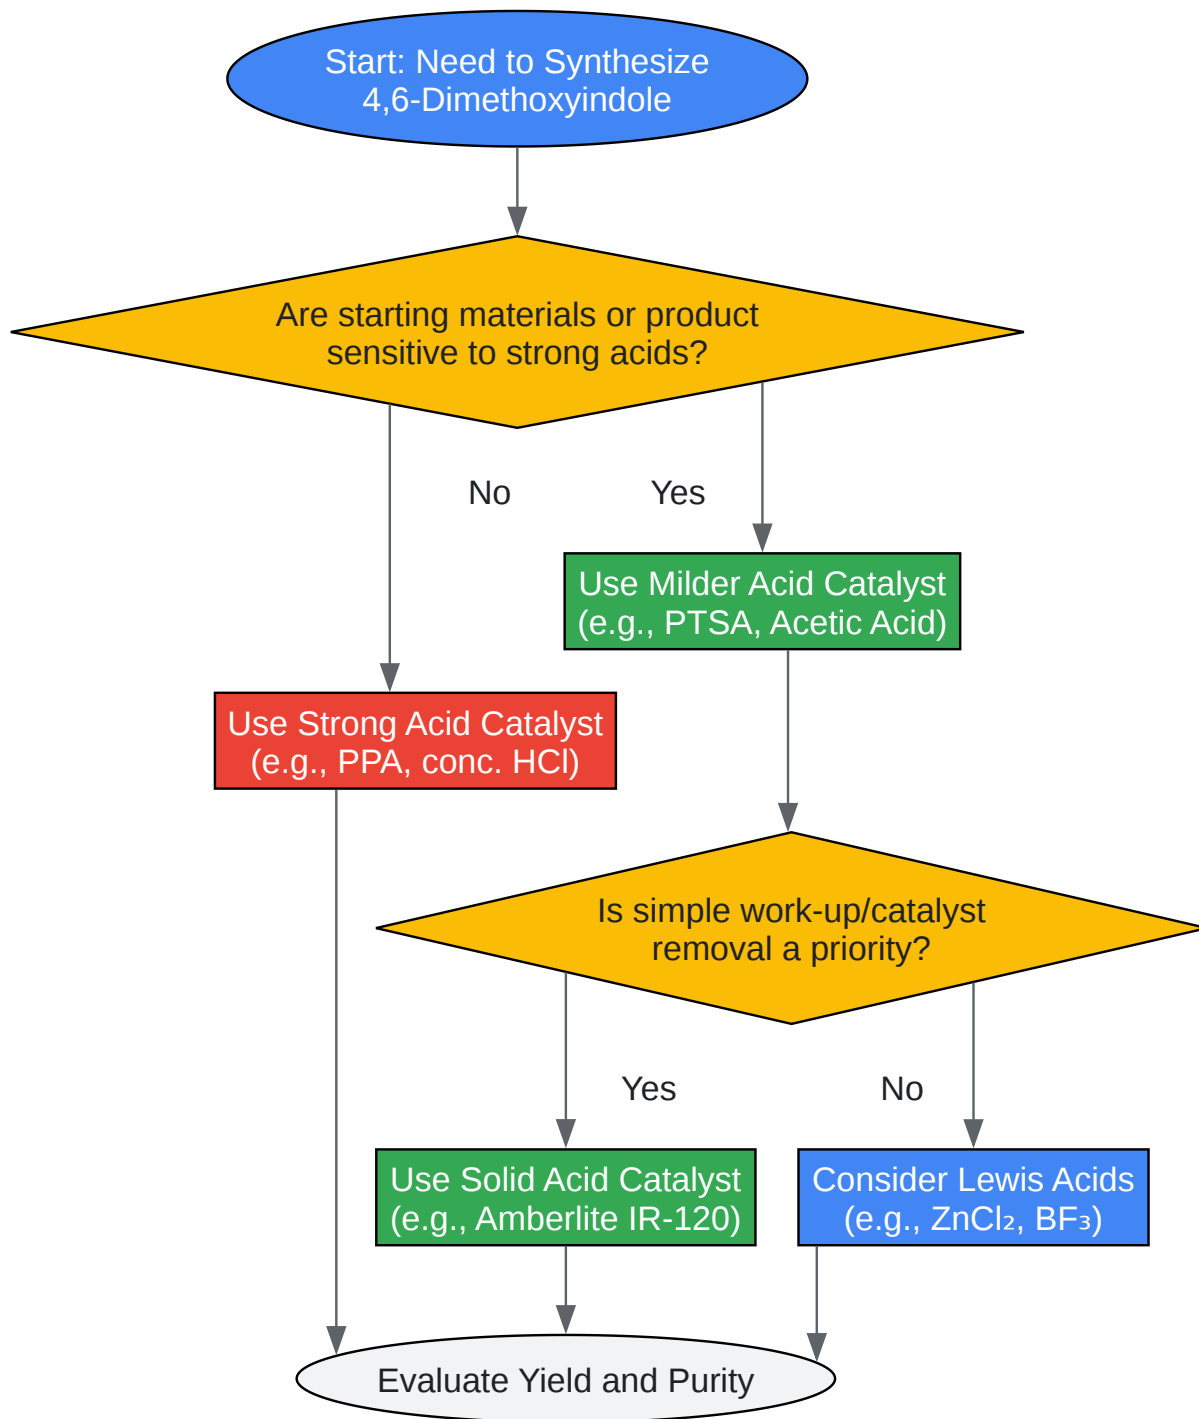 Start: Need to Synthesize
4,6-Dimethoxyindole
Are starting materials or product
sensitive to strong acids?
No
Yes
Use Milder Acid Catalyst
(e.g., PTSA, Acetic Acid)
Use Strong Acid Catalyst
(e.g., PPA, conc. HCl)
Is simple work-up/catalyst
removal a priority?
Yes
No
Use Solid Acid Catalyst
(e.g., Amberlite IR-120)
Consider Lewis Acids
(e.g., ZnCl₂, BF₃)
Evaluate Yield and Purity